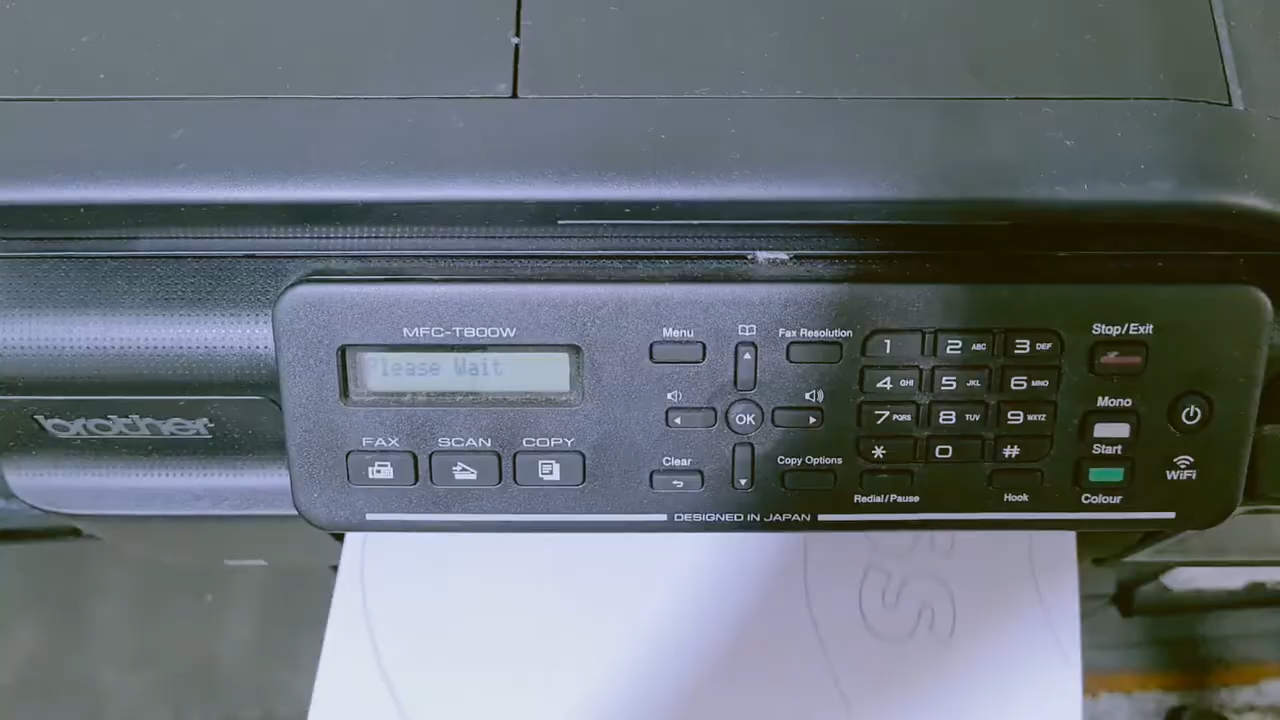 MFC-T800W
Please Wait
brother
FAX
SCAN
COPY
Menu
Fax Resolution
OK
Clear
Copy Options
1
2 ABC
3 DEF
4 GHI
5 JKL
6 MNO
7 PQRS
8 TUV
9 WXYZ
*
0
#
Redial/Pause
Hook
Stop/Exit
Mono
Start
Colour
WiFi
DESIGNED IN JAPAN